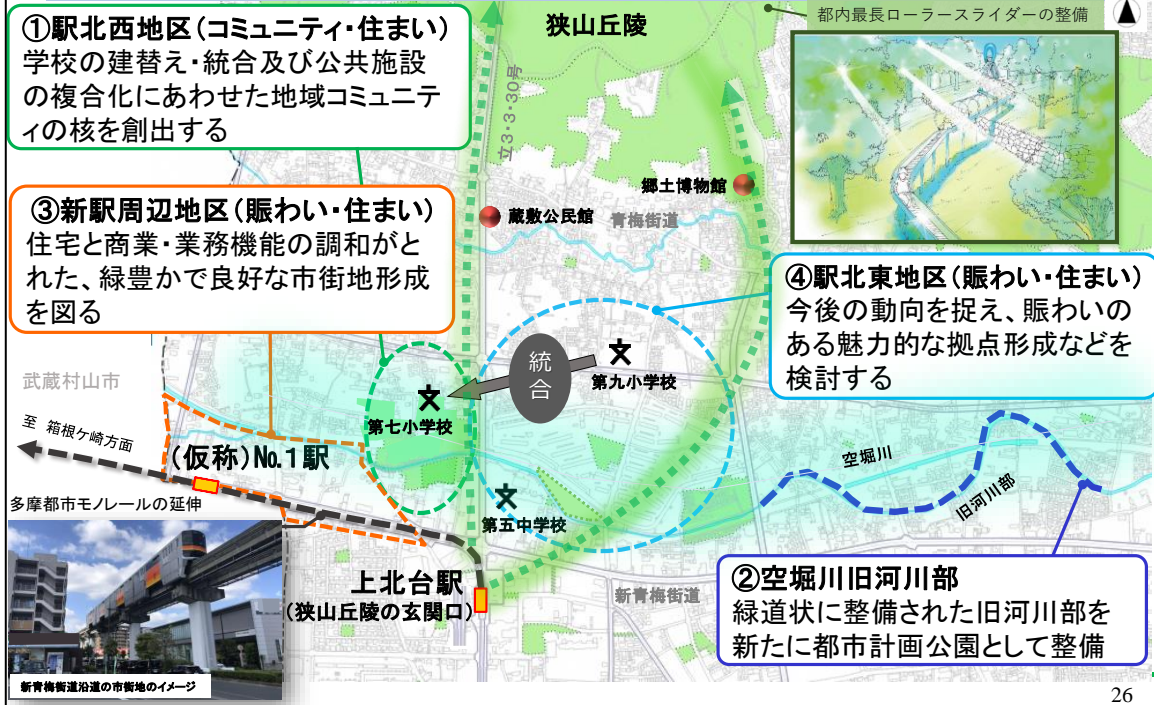 ①駅北西地区(コミュニティ・住まい)
学校の建替え・統合及び公共施設
の複合化にあわせた地域コミュニテ
ィの核を創出する
狭山丘陵
都内最長ローラースライダーの整備
立3・3・30号
郷土博物館
蔵敷公民館
青梅街道
③新駅周辺地区(賑わい・住まい)
住宅と商業・業務機能の調和がと
れた、緑豊かで良好な市街地形成
を図る
④駅北東地区(賑わい・住まい)
今後の動向を捉え、賑わいの
ある魅力的な拠点形成などを
検討する
統合
文
第九小学校
武蔵村山市
文
第七小学校
至 箱根ケ崎方面
(仮称)No.1駅
空堀川
旧河川部
多摩都市モノレールの延伸
文
第五中学校
上北台駅
(狭山丘陵の玄関口)
新青梅街道
②空堀川旧河川部
緑道状に整備された旧河川部を
新たに都市計画公園として整備
新青梅街道沿道の市街地のイメージ
26